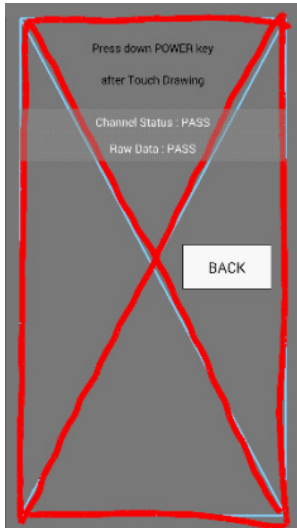 Press down POWER key
after Touch Drawing
Channel Status : PASS
Raw Data : PASS
BACK